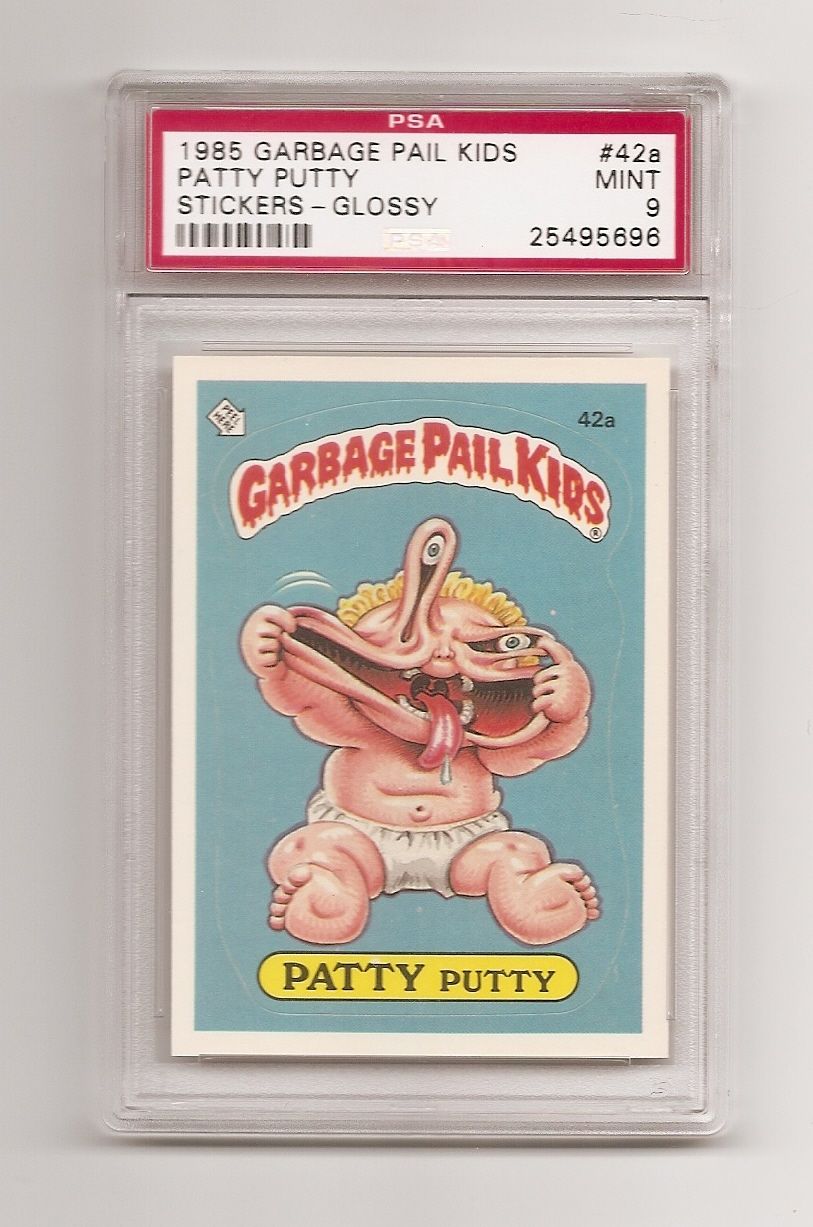 PSA
1985 GARBAGE PAIL KIDS #42a
PATTY PUTTY MINT
STICKERS - GLOSSY 9
PSA 25495696
PEEL HERE
42a
GARBAGE PAIL KIDS®
PATTY PUTTY